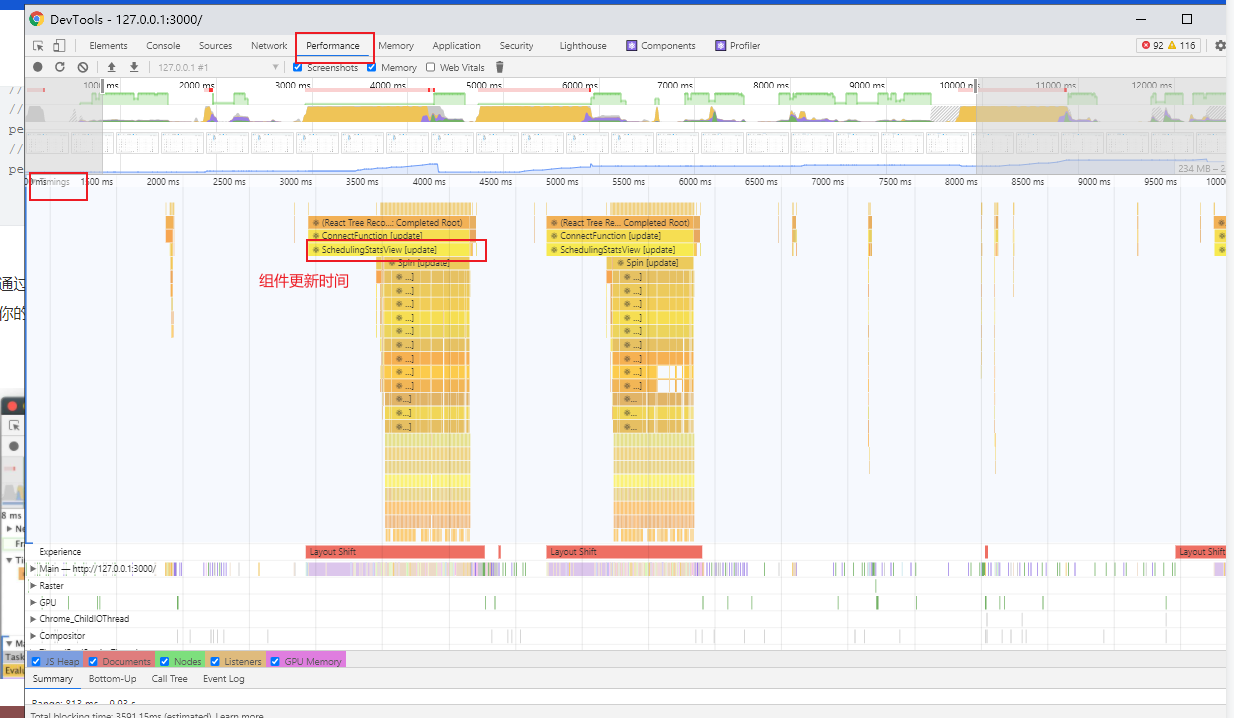 DevTools - 127.0.0.1:3000/
Elements Console Sources Network Performance Memory Application Security Lighthouse Components Profiler 92 116
127.0.0.1 #1 Screenshots Memory Web Vitals
2000 ms 3000 ms 4000 ms 5000 ms 6000 ms 7000 ms 8000 ms 9000 ms 11000 ms 12000 ms
//
//
pe
//
pe
234 MB – 2
Timings
1500 ms 2000 ms 2500 ms 3000 ms 3500 ms 4000 ms 4500 ms 5000 ms 5500 ms 6000 ms 6500 ms 7000 ms 7500 ms 8000 ms 8500 ms 9000 ms 9500 ms
(React Tree Reco...: Completed Root) (React Tree Re... Completed Root)
ConnectFunction [update] ConnectFunction [update]
SchedulingStatsView [update] SchedulingStatsView [update]
Spin [update] Spin [update]
组件更新时间
通过
你的
...] ...]
...] ...]
...] ...]
...] ...]
...] ...]
...] ...]
...] ...]
...] ...]
...] ...]
...] ...
...] ...
...] ...
8 ms
Experience Layout Shift Layout Shift Layout Shift
Main — http://127.0.0.1:3000/
Raster
GPU
Chrome_ChildIOThread
Compositor
Task
JS Heap Documents Nodes Listeners GPU Memory
Summary Bottom-Up Call Tree Event Log
Range: 813 ms – 9.93 s
Total blocking time: 3591.15ms (estimated) Learn more